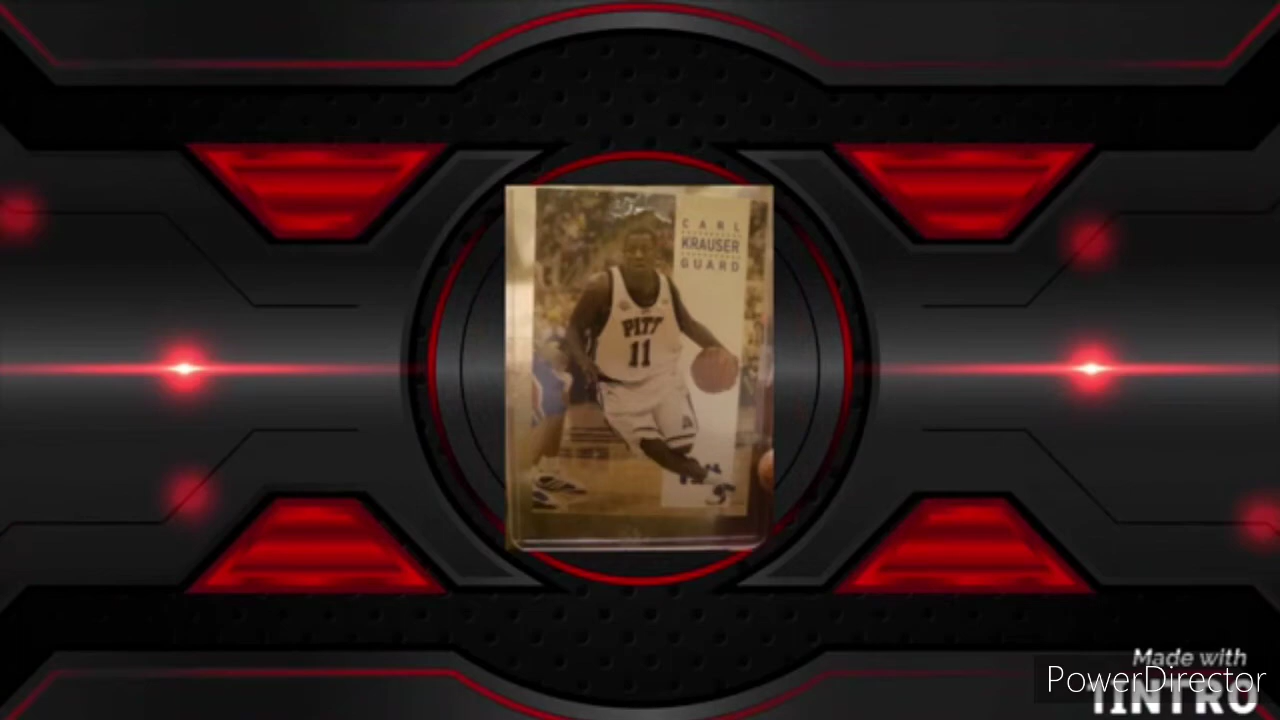 CARL
KRAUSER
GUARD
PITT
11
Made with
PowerDirector
INTRO